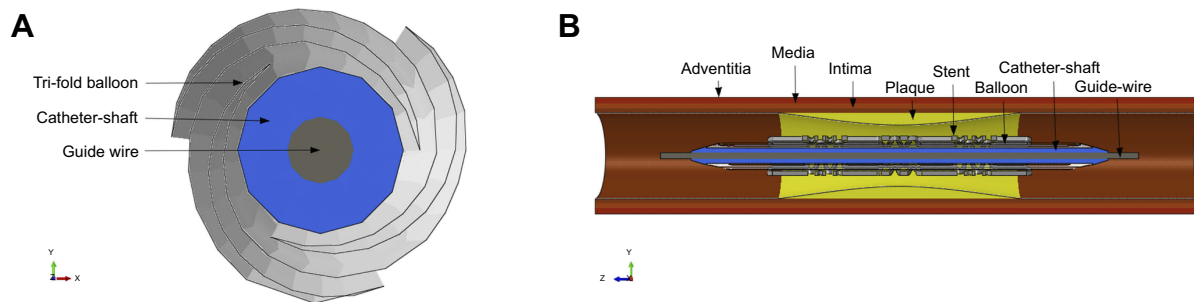 A
Tri-fold balloon
Catheter-shaft
Guide wire
Y
Z
X
B
Adventitia
Media
Intima
Plaque
Stent
Balloon
Catheter-shaft
Guide-wire
Y
Z
X